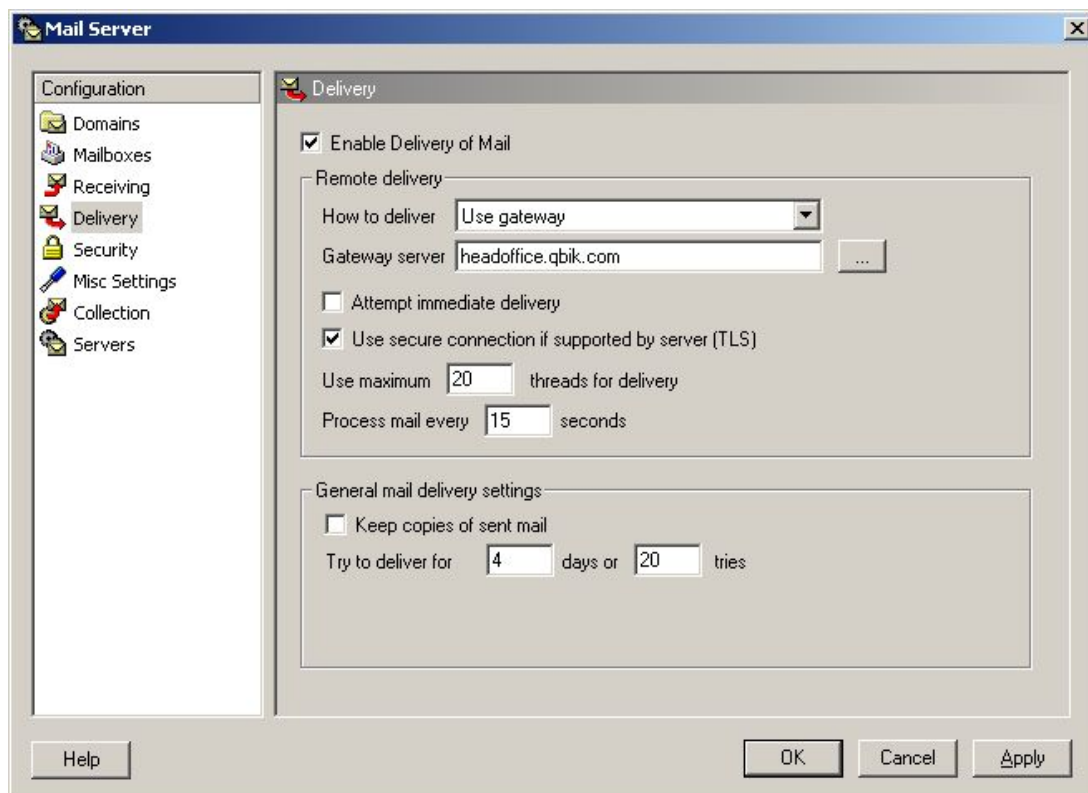 Mail Server
Configuration
Domains
Mailboxes
Receiving
Delivery
Security
Misc Settings
Collection
Servers
Delivery
Enable Delivery of Mail
Remote delivery
How to deliver Use gateway
Gateway server headoffice.qbik.com ...
Attempt immediate delivery
Use secure connection if supported by server (TLS)
Use maximum 20 threads for delivery
Process mail every 15 seconds
General mail delivery settings
Keep copies of sent mail
Try to deliver for 4 days or 20 tries
Help OK Cancel Apply